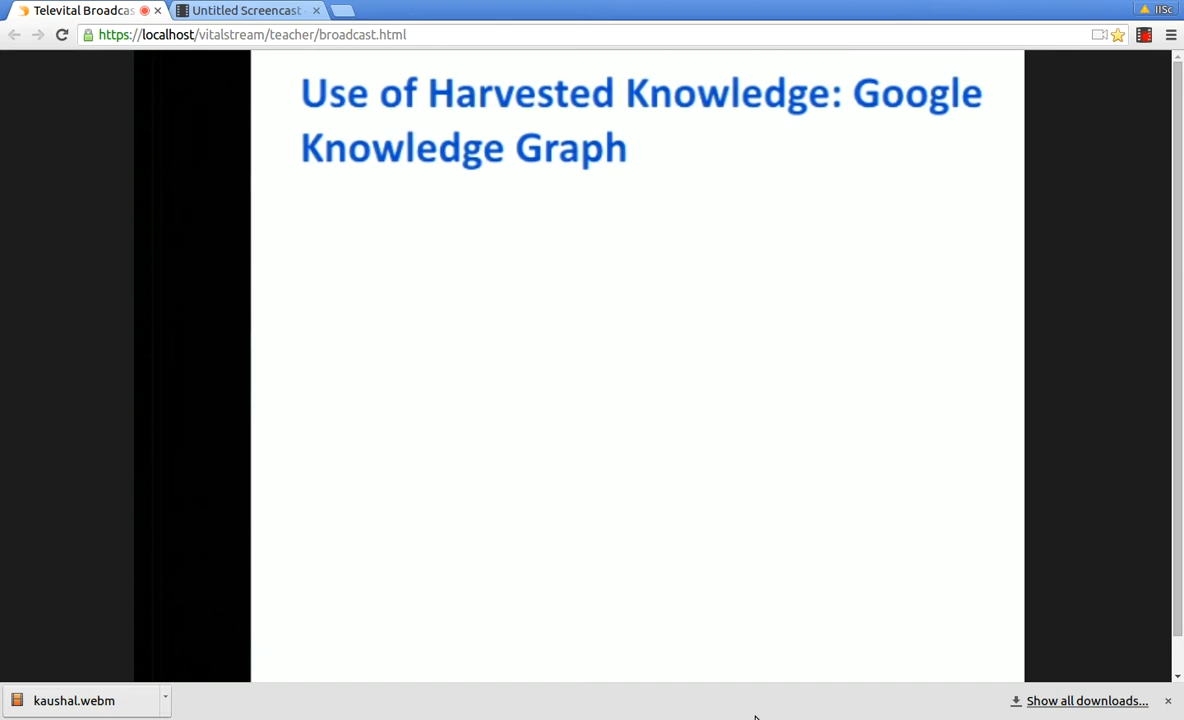 Televital Broadcas
Untitled Screencast
IISc
https://localhost/vitalstream/teacher/broadcast.html
Use of Harvested Knowledge: Google
Knowledge Graph
kaushal.webm
Show all downloads...